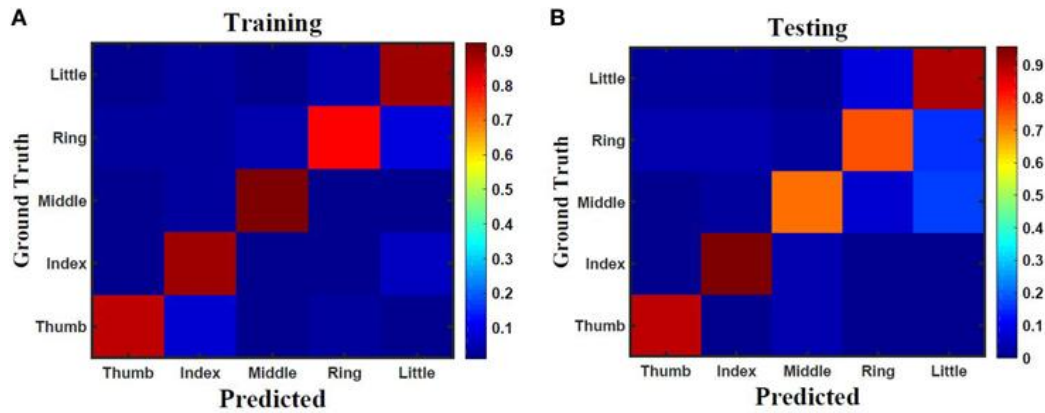 A
Training
Little
Ring
Middle
Index
Thumb
Ground Truth
Thumb Index Middle Ring Little
Predicted
0.9
0.8
0.7
0.6
0.5
0.4
0.3
0.2
0.1
B
Testing
Little
Ring
Middle
Index
Thumb
Ground Truth
Thumb Index Middle Ring Little
Predicted
0.9
0.8
0.7
0.6
0.5
0.4
0.3
0.2
0.1
0